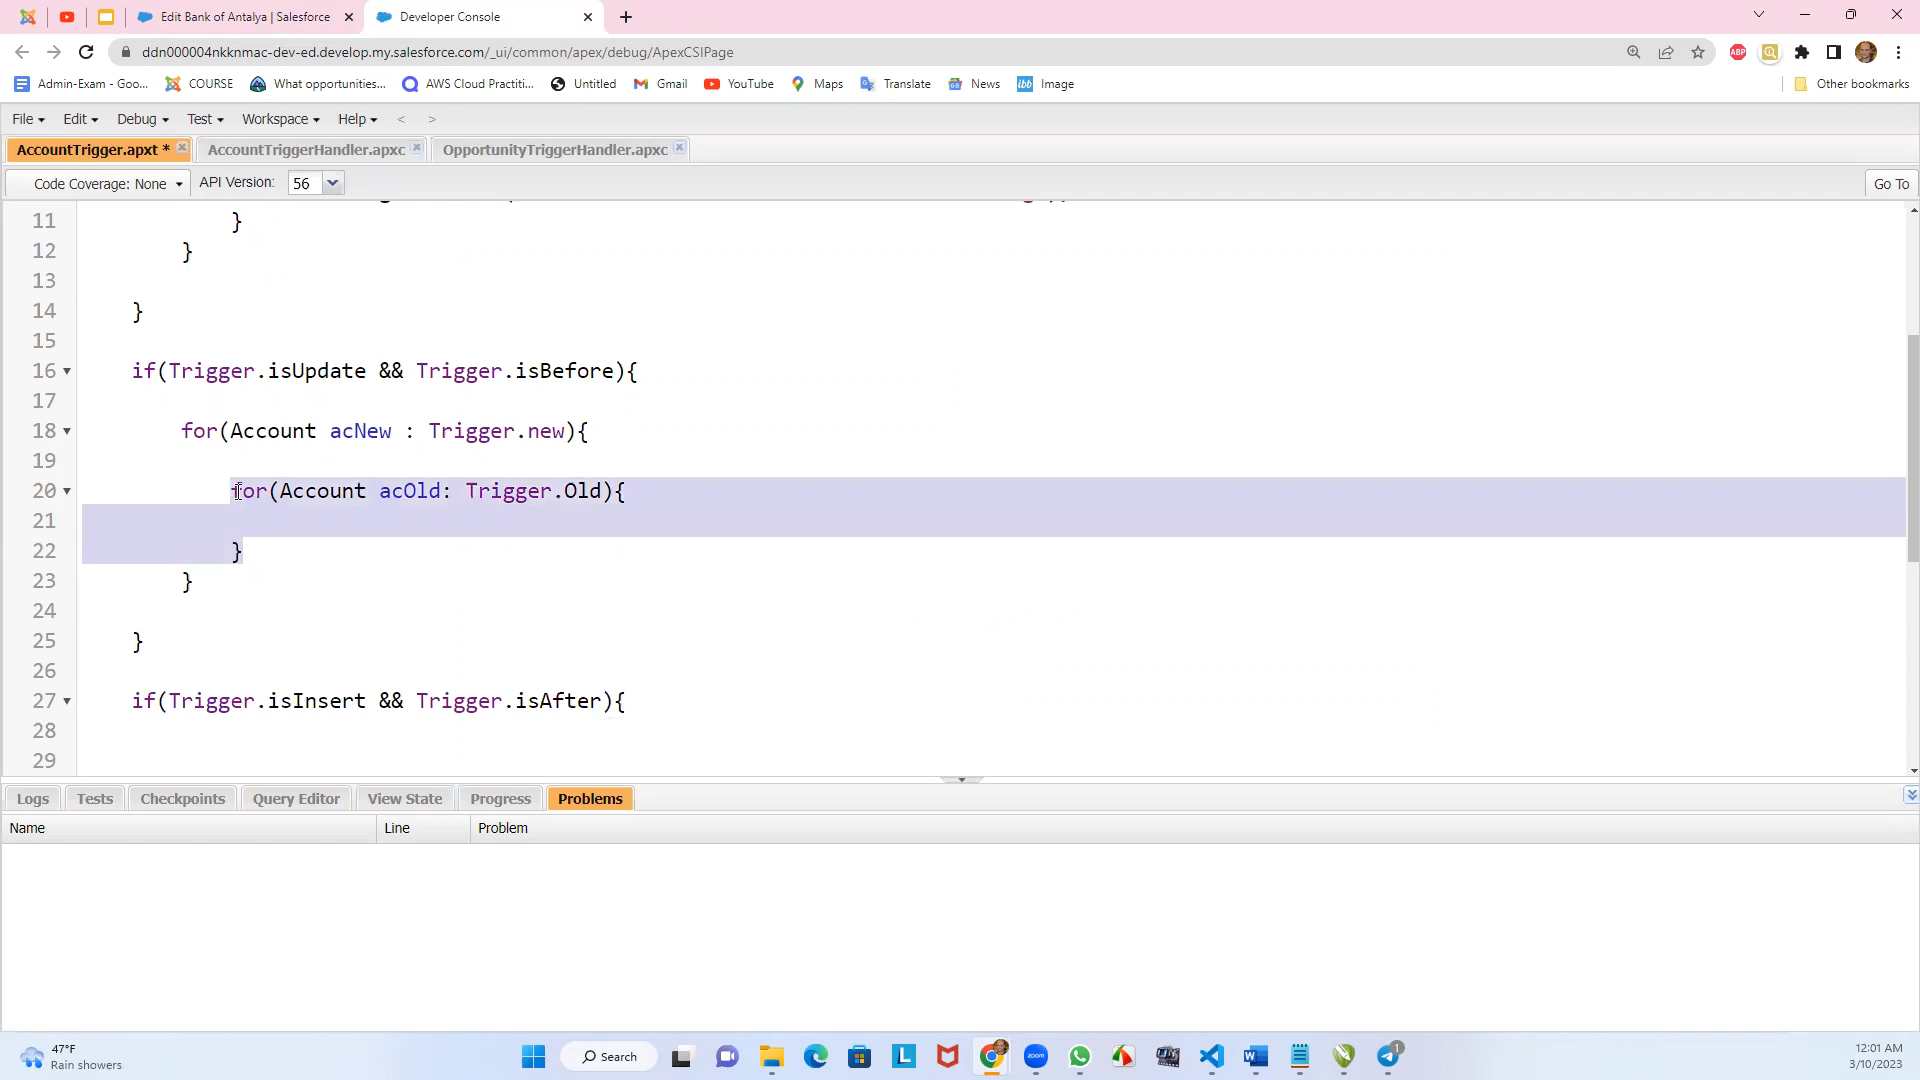 Edit Bank of Antalya | Salesforce
Developer Console
ddn000004nkknmac-dev-ed.develop.my.salesforce.com/_ui/common/apex/debug/ApexCSIPage
ABP
Admin-Exam - Goo...
COURSE
What opportunities...
AWS Cloud Practiti...
Untitled
Gmail
YouTube
Maps
Translate
News
ibb
Image
Other bookmarks
File
Edit
Debug
Test
Workspace
Help
<
>
AccountTrigger.apxt *
AccountTriggerHandler.apxc
OpportunityTriggerHandler.apxc
Code Coverage: None
API Version:
56
Go To
11 }
12 }
13
14 }
15
16 if(Trigger.isUpdate && Trigger.isBefore){
17
18 for(Account acNew : Trigger.new){
19
20 for(Account acOld: Trigger.Old){
21
22 }
23 }
24
25 }
26
27 if(Trigger.isInsert && Trigger.isAfter){
28
29
Logs
Tests
Checkpoints
Query Editor
View State
Progress
Problems
Name
Line
Problem
47°F
Rain showers
Search
L
zoom
1
12:01 AM
3/10/2023